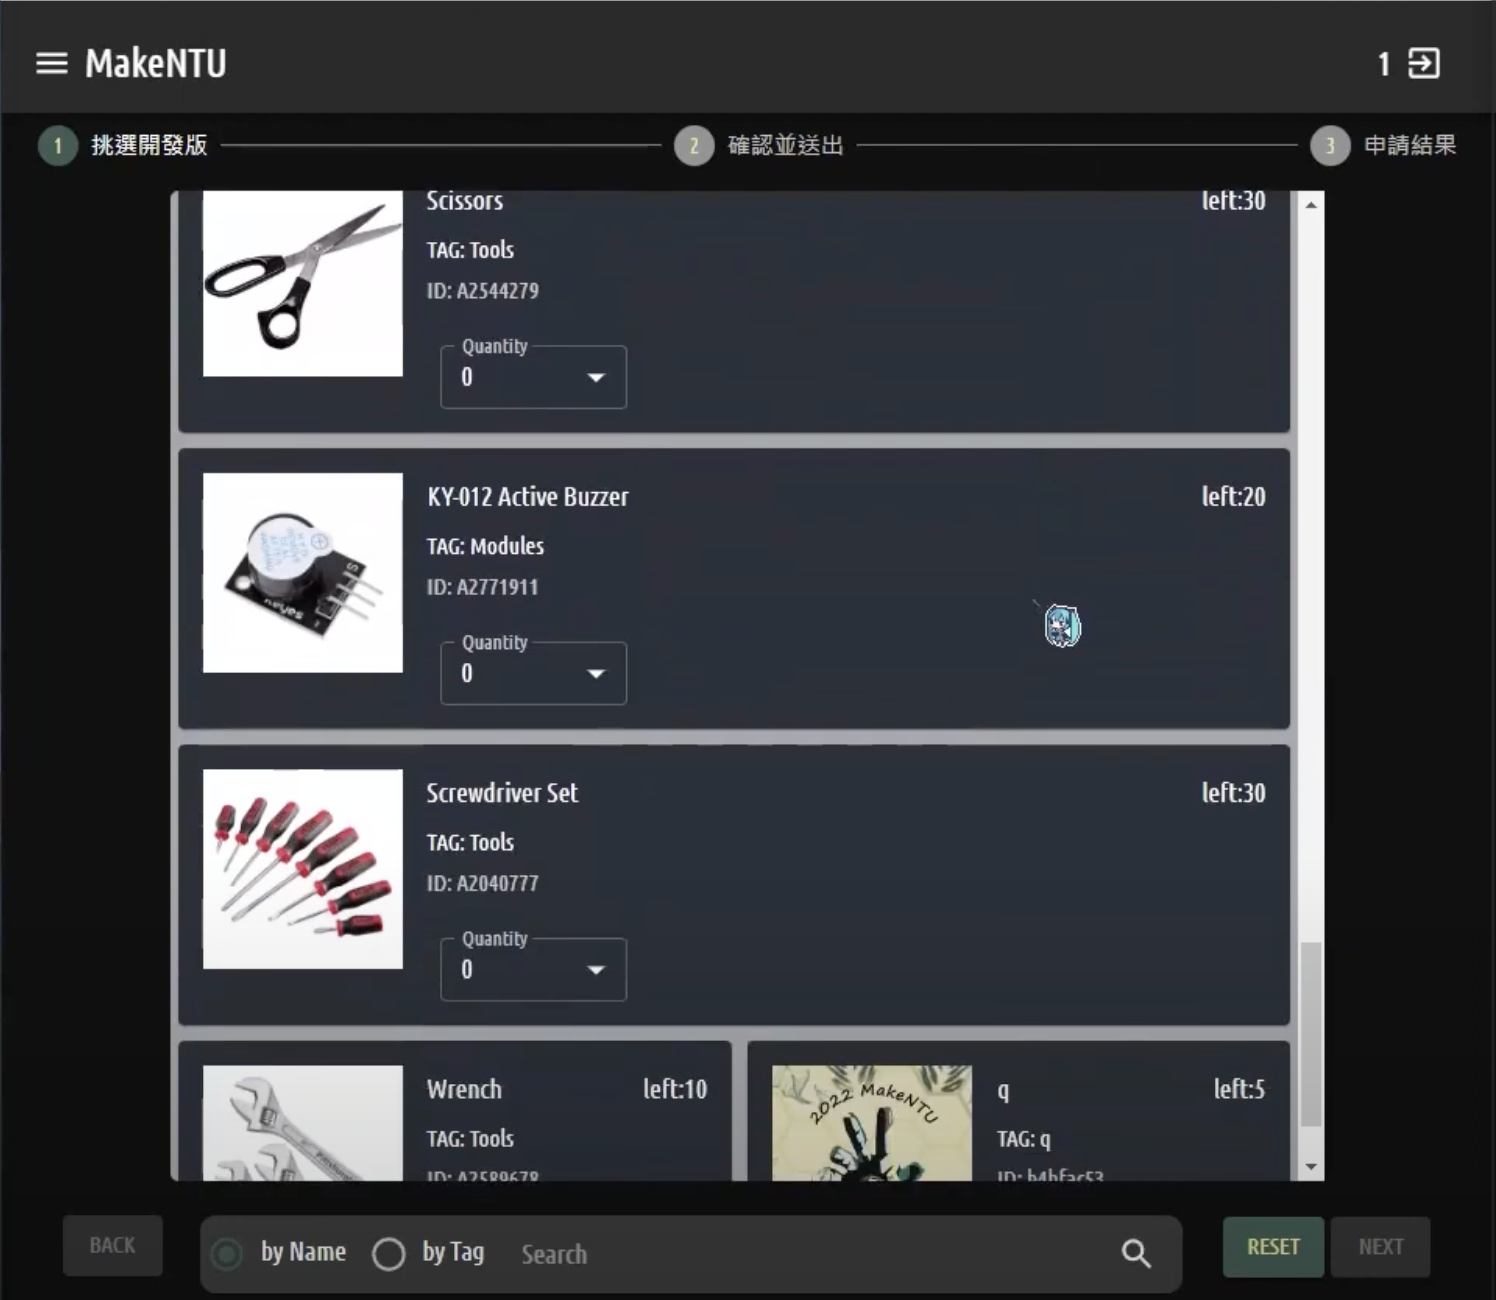 MakeNTU
1
1 挑選開發版
2 確認並送出
3 申請結果
Scissors
left:30
TAG: Tools
ID: A2544279
Quantity
0
KY-012 Active Buzzer
left:20
TAG: Modules
ID: A2771911
Quantity
0
Screwdriver Set
left:30
TAG: Tools
ID: A2040777
Quantity
0
Wrench
left:10
TAG: Tools
ID: A2589678
2022 MakeNTU
q
left:5
TAG: q
ID: b4bfac53
BACK
by Name
by Tag
Search
RESET
NEXT